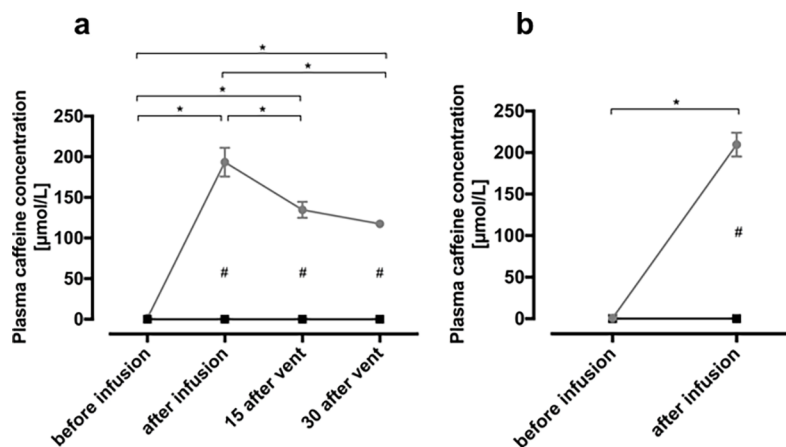 a
*
*
*
* *
Plasma caffeine concentration
[µmol/L]
250
200
150
100
50
0
# # #
before infusion
after infusion
15 after vent
30 after vent
b
*
Plasma caffeine concentration
[µmol/L]
250
200
150
100
50
0
#
before infusion
after infusion